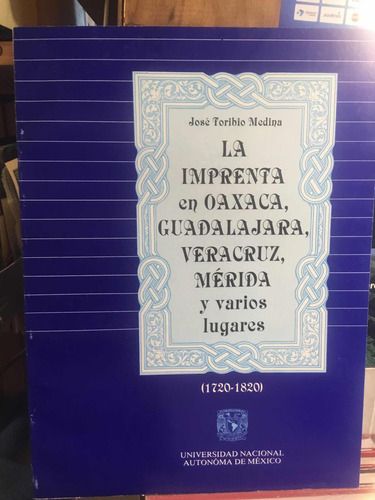 José Toribio Medina
LA
IMPRENTA
en OAXACA,
GUADALAJARA,
VERACRUZ,
MÉRIDA
y varios
lugares
(1720-1820)
UNIVERSIDAD NACIONAL
AUTÓNOMA DE MÉXICO